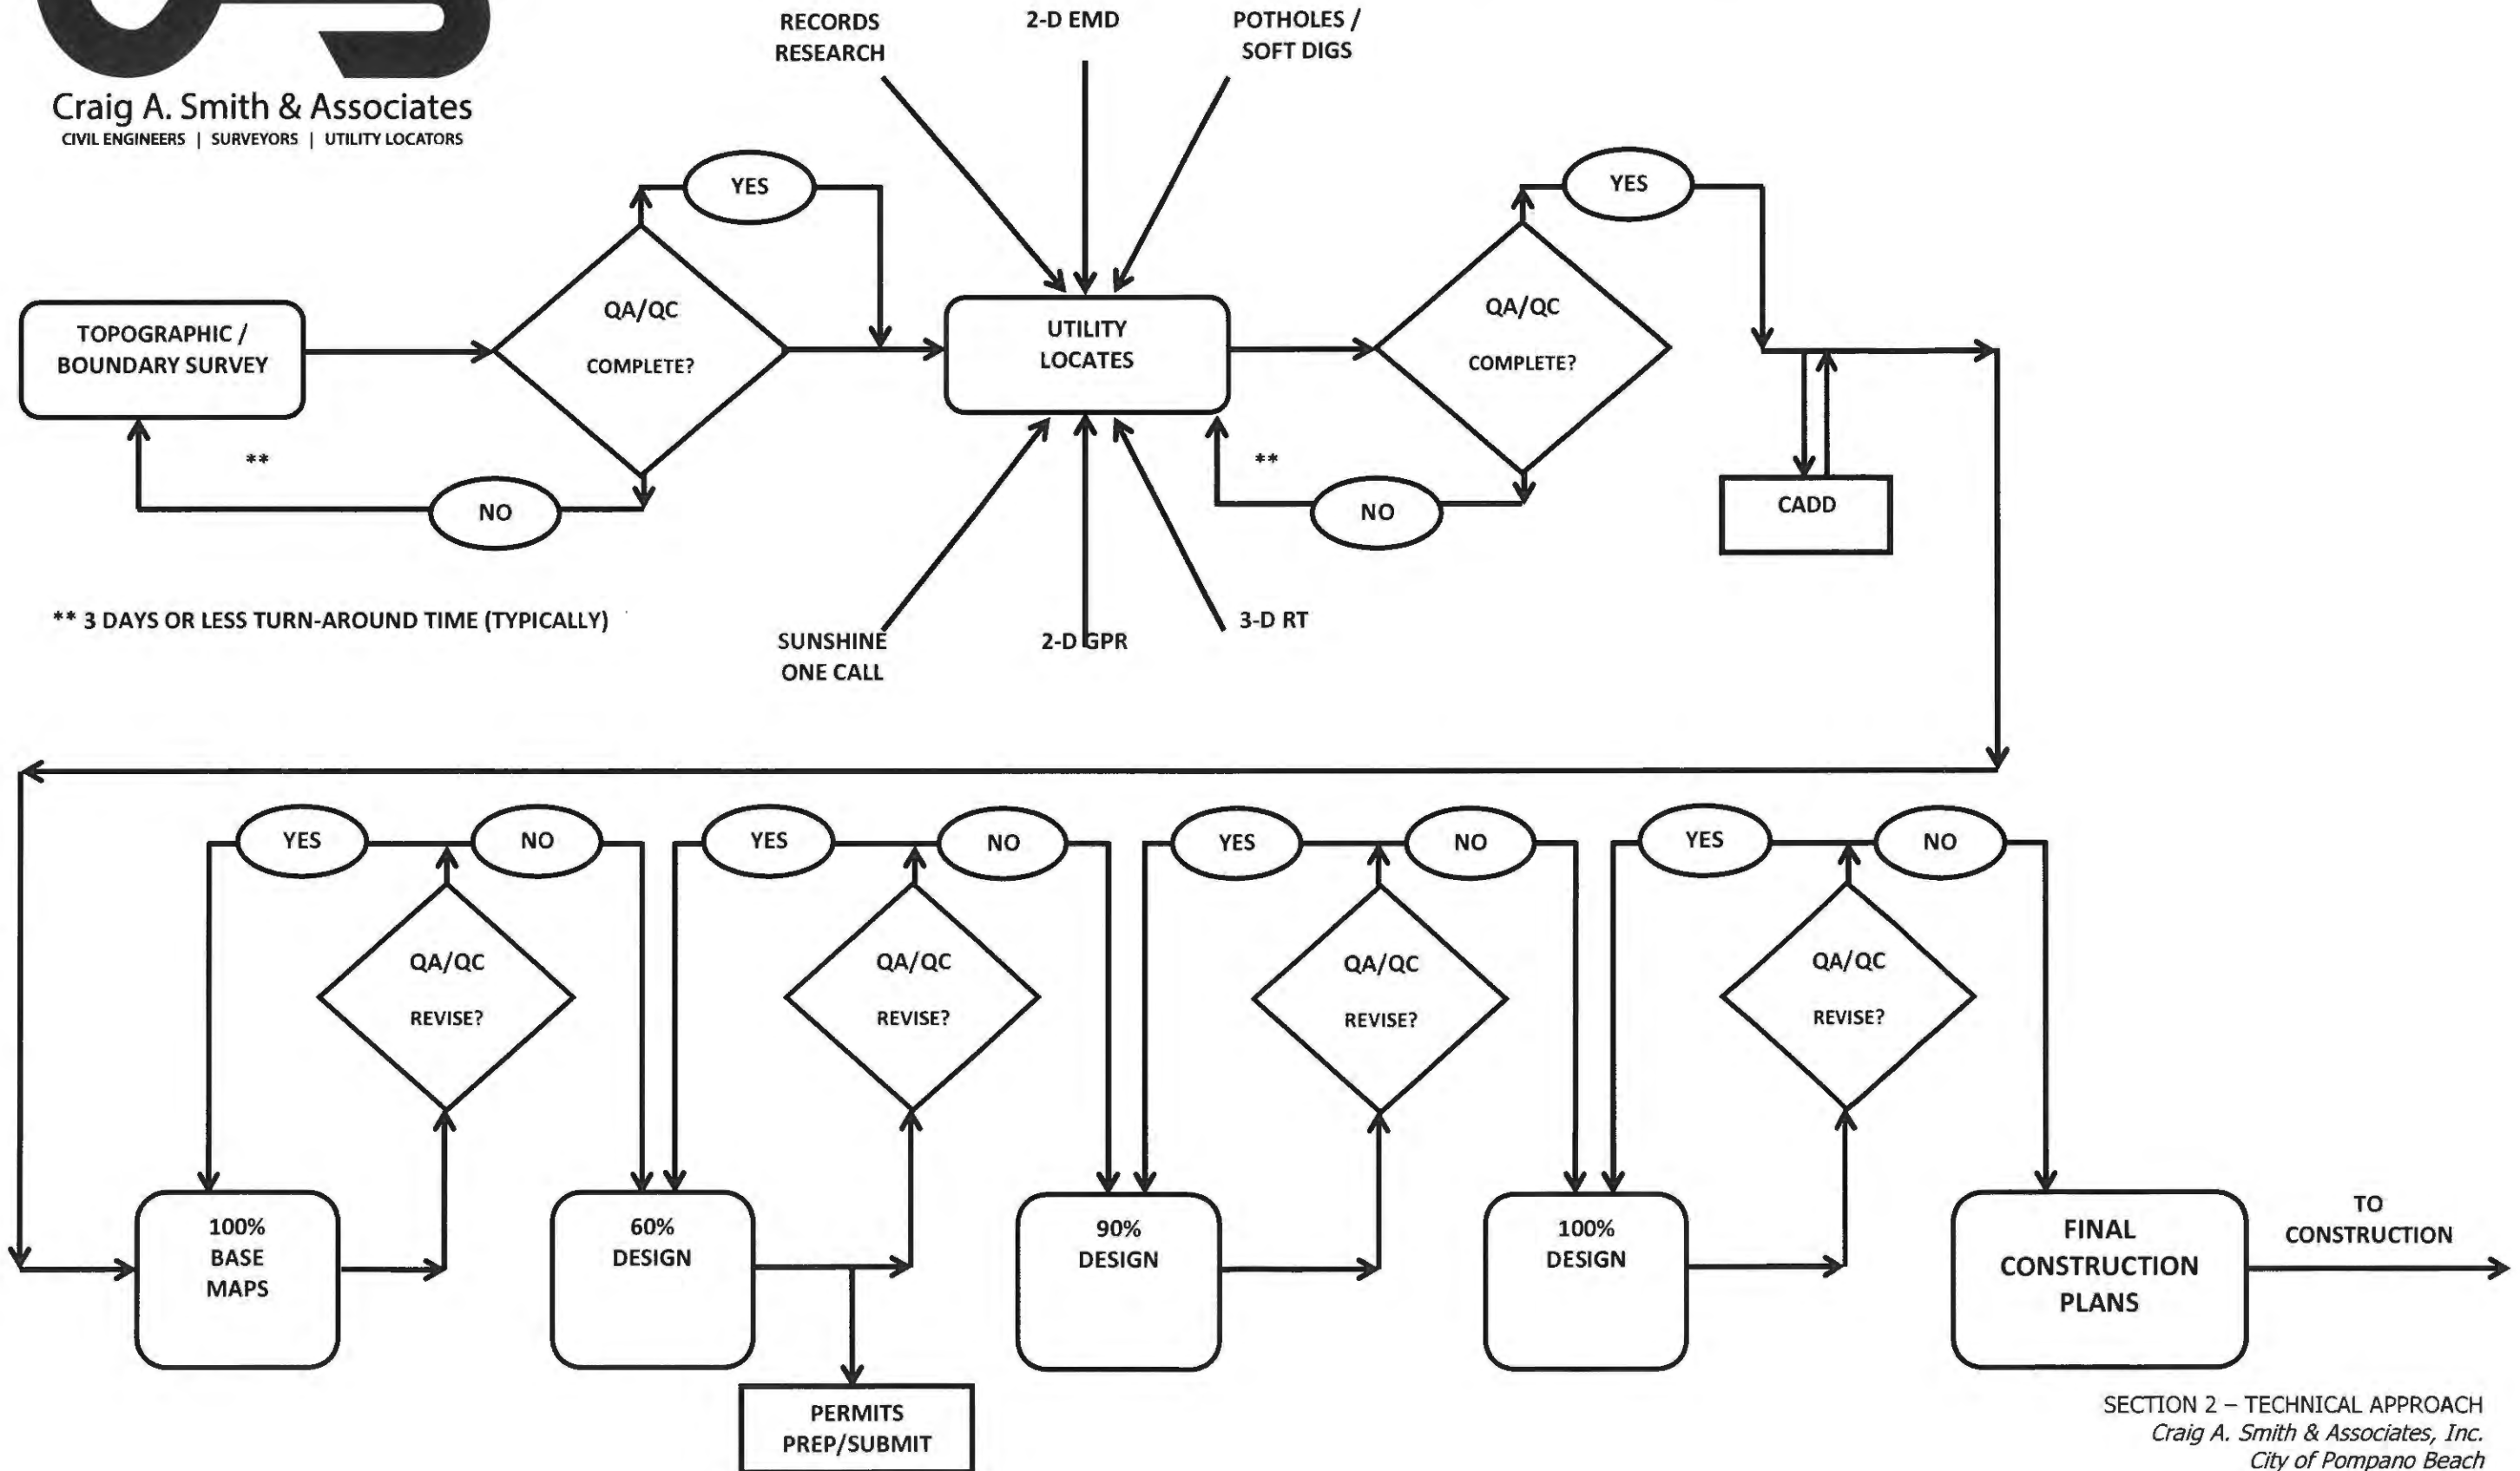 Craig A. Smith & Associates
CIVIL ENGINEERS | SURVEYORS | UTILITY LOCATORS
RECORDS
RESEARCH
2-D EMD
POTHOLES /
SOFT DIGS
YES
YES
TOPOGRAPHIC /
BOUNDARY SURVEY
QA/QC
COMPLETE?
UTILITY
LOCATES
QA/QC
COMPLETE?
**
NO
**
NO
CADD
** 3 DAYS OR LESS TURN-AROUND TIME (TYPICALLY)
SUNSHINE
ONE CALL
2-D GPR
3-D RT
YES
NO
YES
NO
YES
NO
YES
NO
QA/QC
REVISE?
QA/QC
REVISE?
QA/QC
REVISE?
QA/QC
REVISE?
100%
BASE
MAPS
60%
DESIGN
90%
DESIGN
100%
DESIGN
FINAL
CONSTRUCTION
PLANS
TO
CONSTRUCTION
PERMITS
PREP/SUBMIT
SECTION 2 – TECHNICAL APPROACH
Craig A. Smith & Associates, Inc.
City of Pompano Beach